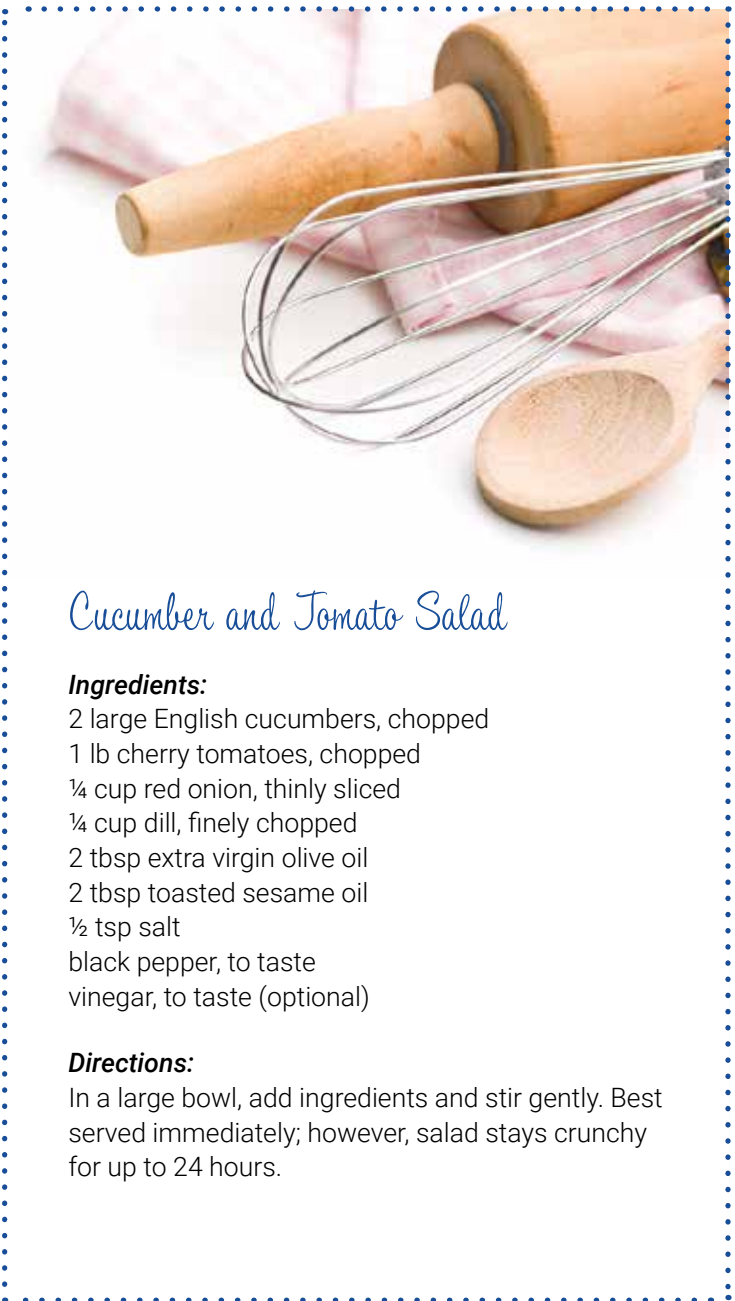 Cucumber and Tomato Salad
Ingredients:
2 large English cucumbers, chopped
1 lb cherry tomatoes, chopped
¼ cup red onion, thinly sliced
¼ cup dill, finely chopped
2 tbsp extra virgin olive oil
2 tbsp toasted sesame oil
½ tsp salt
black pepper, to taste
vinegar, to taste (optional)
Directions:
In a large bowl, add ingredients and stir gently. Best
served immediately; however, salad stays crunchy
for up to 24 hours.